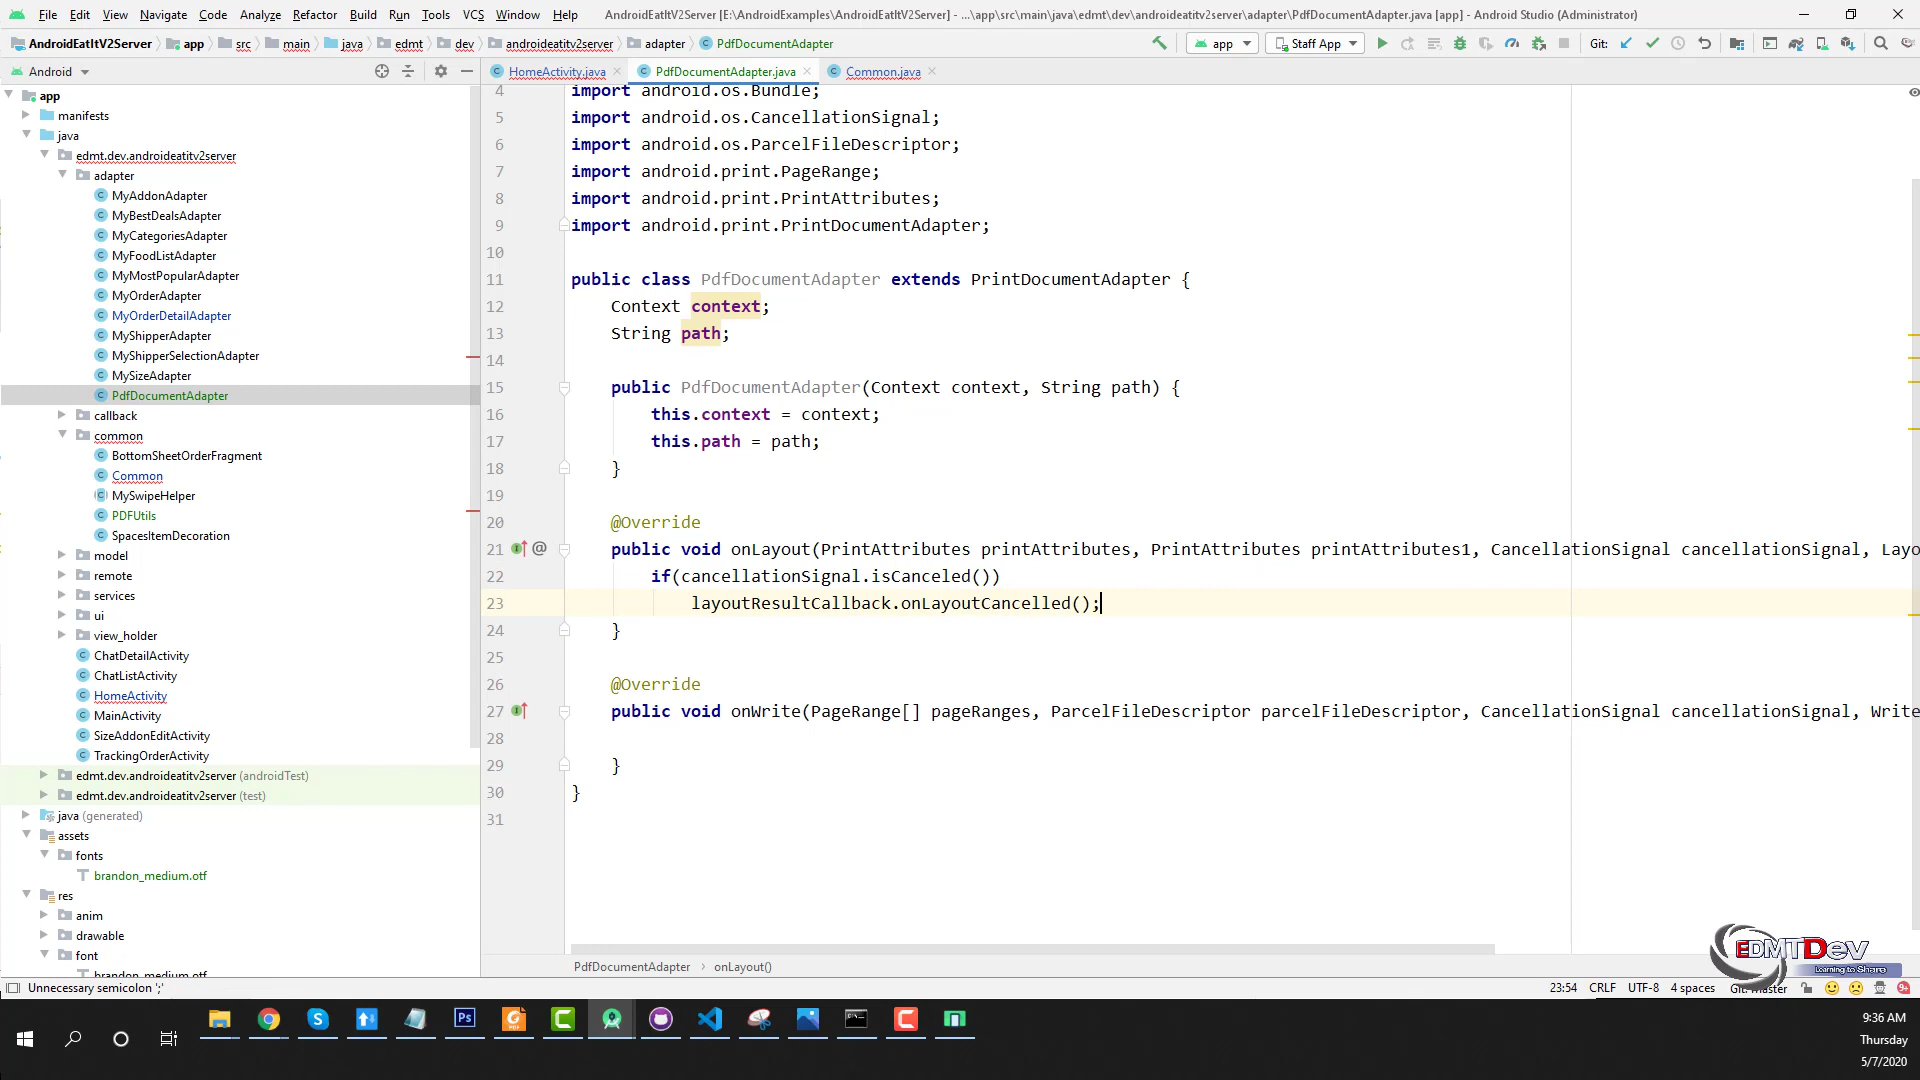 File Edit View Navigate Code Analyze Refactor Build Run Tools VCS Window Help AndroidEatItV2Server [E:\AndroidExamples\AndroidEatItV2Server] - ...\app\src\main\java\edmt\dev\androideatitv2server\adapter\PdfDocumentAdapter.java [app] - Android Studio (Administrator)
AndroidEatItV2Server app src main java edmt dev androideatitv2server adapter PdfDocumentAdapter app Staff App Git:
Android HomeActivity.java PdfDocumentAdapter.java Common.java
app
manifests
java
edmt.dev.androideatitv2server
adapter
MyAddonAdapter
MyBestDealsAdapter
MyCategoriesAdapter
MyFoodListAdapter
MyMostPopularAdapter
MyOrderAdapter
MyOrderDetailAdapter
MyShipperAdapter
MyShipperSelectionAdapter
MySizeAdapter
PdfDocumentAdapter
callback
common
BottomSheetOrderFragment
Common
MySwipeHelper
PDFUtils
SpacesItemDecoration
model
remote
services
ui
view_holder
ChatDetailActivity
ChatListActivity
HomeActivity
MainActivity
SizeAddonEditActivity
TrackingOrderActivity
edmt.dev.androideatitv2server (androidTest)
edmt.dev.androideatitv2server (test)
java (generated)
assets
fonts
brandon_medium.otf
res
anim
drawable
font
brandon_medium.otf
4 import android.os.Bundle;
5 import android.os.CancellationSignal;
6 import android.os.ParcelFileDescriptor;
7 import android.print.PageRange;
8 import android.print.PrintAttributes;
9 import android.print.PrintDocumentAdapter;
10
11 public class PdfDocumentAdapter extends PrintDocumentAdapter {
12 Context context;
13 String path;
14
15 public PdfDocumentAdapter(Context context, String path) {
16 this.context = context;
17 this.path = path;
18 }
19
20 @Override
21 @ public void onLayout(PrintAttributes printAttributes, PrintAttributes printAttributes1, CancellationSignal cancellationSignal, Layo
22 if(cancellationSignal.isCanceled())
23 layoutResultCallback.onLayoutCancelled();
24 }
25
26 @Override
27 public void onWrite(PageRange[] pageRanges, ParcelFileDescriptor parcelFileDescriptor, CancellationSignal cancellationSignal, Write
28
29 }
30 }
31
PdfDocumentAdapter onLayout()
EDMTDev
Learning to Share
Unnecessary semicolon ';' 23:54 CRLF UTF-8 4 spaces Git: master 9+
9:36 AM
Thursday
5/7/2020